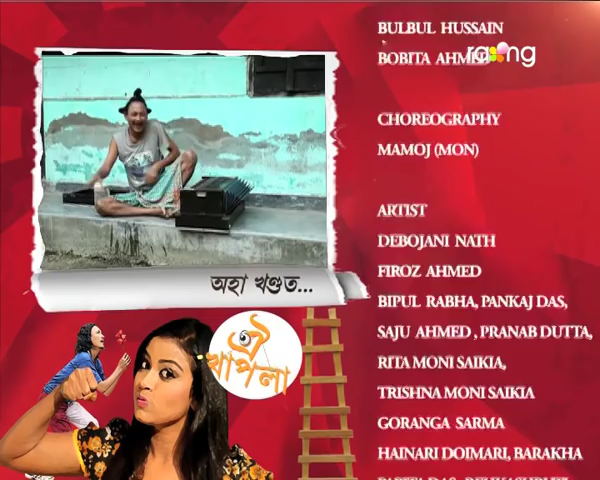 BULBUL HUSSAIN
BOBITA AHMED
raong
CHOREOGRAPHY
MAMOJ (MON)
ARTIST
DEBOJANI NATH
FIROZ AHMED
BIPUL RABHA, PANKAJ DAS,
SAJU AHMED , PRANAB DUTTA,
RITA MONI SAIKIA,
TRISHNA MONI SAIKIA
GORANGA SARMA
HAINARI DOIMARI, BARAKHA
অহা খণ্ডত...
ঐ
খাপলা